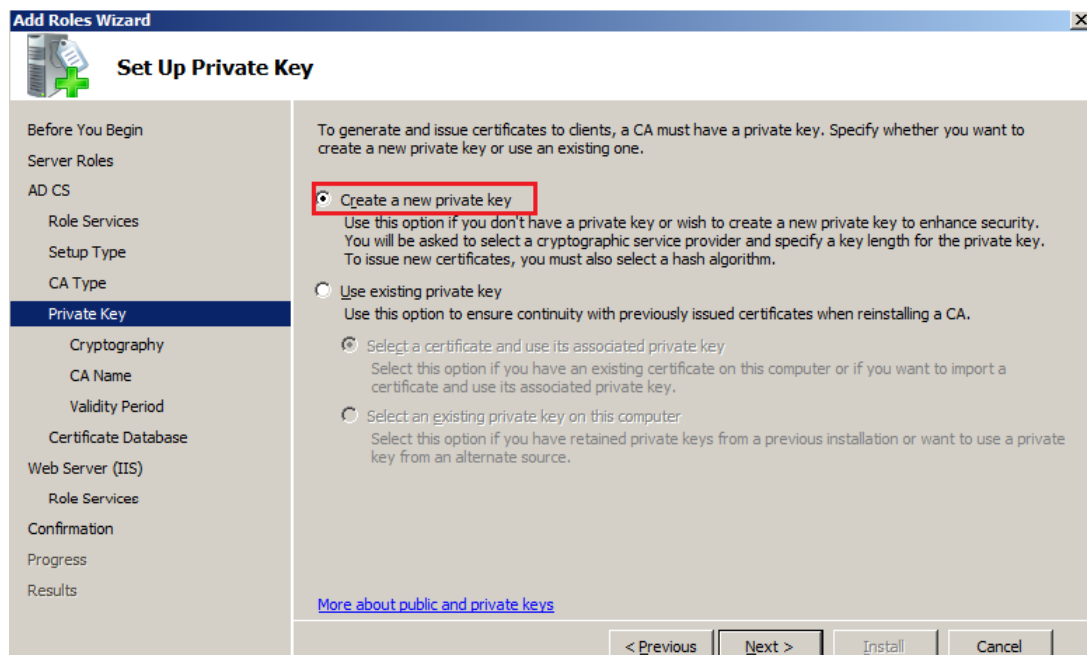 Add Roles Wizard
Set Up Private Key
Before You Begin
Server Roles
AD CS
Role Services
Setup Type
CA Type
Private Key
Cryptography
CA Name
Validity Period
Certificate Database
Web Server (IIS)
Role Services
Confirmation
Progress
Results
To generate and issue certificates to clients, a CA must have a private key. Specify whether you want to
create a new private key or use an existing one.
Create a new private key
Use this option if you don't have a private key or wish to create a new private key to enhance security.
You will be asked to select a cryptographic service provider and specify a key length for the private key.
To issue new certificates, you must also select a hash algorithm.
Use existing private key
Use this option to ensure continuity with previously issued certificates when reinstalling a CA.
Select a certificate and use its associated private key
Select this option if you have an existing certificate on this computer or if you want to import a
certificate and use its associated private key.
Select an existing private key on this computer
Select this option if you have retained private keys from a previous installation or want to use a private
key from an alternate source.
More about public and private keys
< Previous
Next >
Install
Cancel